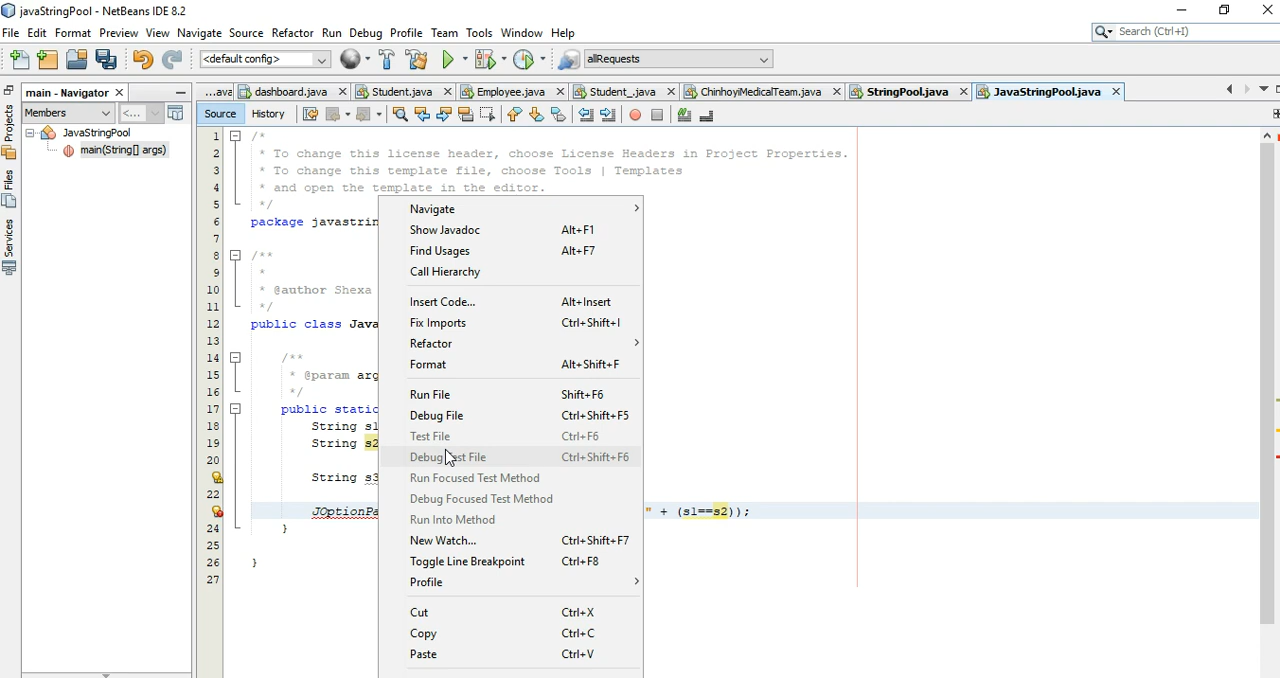 javaStringPool - NetBeans IDE 8.2
File Edit Format Preview View Navigate Source Refactor Run Debug Profile Team Tools Window Help
Search (Ctrl+I)
<default config>
allRequests
main - Navigator
...ava dashboard.java Student.java Employee.java Student_.java ChinhoyiMedicalTeam.java StringPool.java JavaStringPool.java
Members <...
Source History
Projects
Files
Services
JavaStringPool
main(String[] args)
1 /*
2 * To change this license header, choose License Headers in Project Properties.
3 * To change this template file, choose Tools | Templates
4 * and open the template in the editor.
5 */
6 package javastrin
7
8 /**
9 *
10 * @author Shexa
11 */
12 public class Java
13
14 /**
15 * @param arg
16 */
17 public static
18 String s1
19 String s2
20
String s3
22
JOptionPa " + (s1==s2));
24 }
25
26 }
27
Navigate
Show Javadoc Alt+F1
Find Usages Alt+F7
Call Hierarchy
Insert Code... Alt+Insert
Fix Imports Ctrl+Shift+I
Refactor
Format Alt+Shift+F
Run File Shift+F6
Debug File Ctrl+Shift+F5
Test File Ctrl+F6
Debug Test File Ctrl+Shift+F6
Run Focused Test Method
Debug Focused Test Method
Run Into Method
New Watch... Ctrl+Shift+F7
Toggle Line Breakpoint Ctrl+F8
Profile
Cut Ctrl+X
Copy Ctrl+C
Paste Ctrl+V